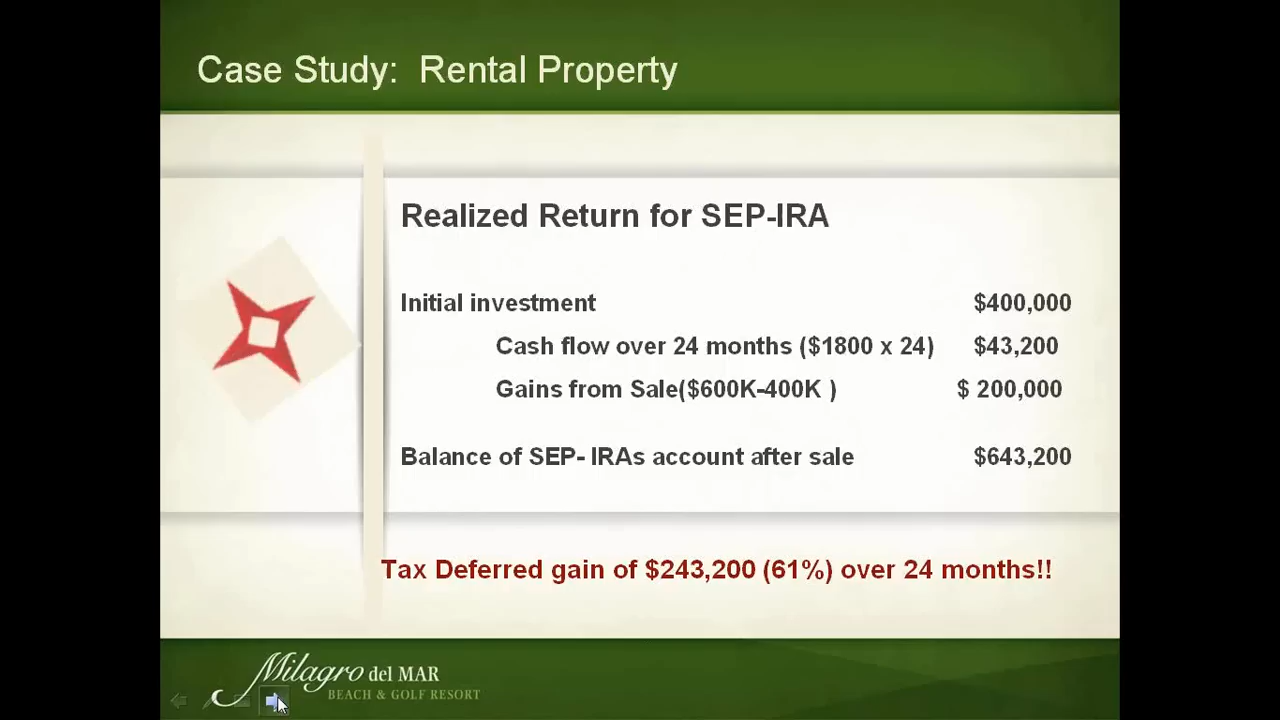 Case Study: Rental Property
Realized Return for SEP-IRA
Initial investment $400,000
Cash flow over 24 months ($1800 x 24) $43,200
Gains from Sale($600K-400K ) $ 200,000
Balance of SEP- IRAs account after sale $643,200
Tax Deferred gain of $243,200 (61%) over 24 months!!
Milagro del MAR
BEACH & GOLF RESORT